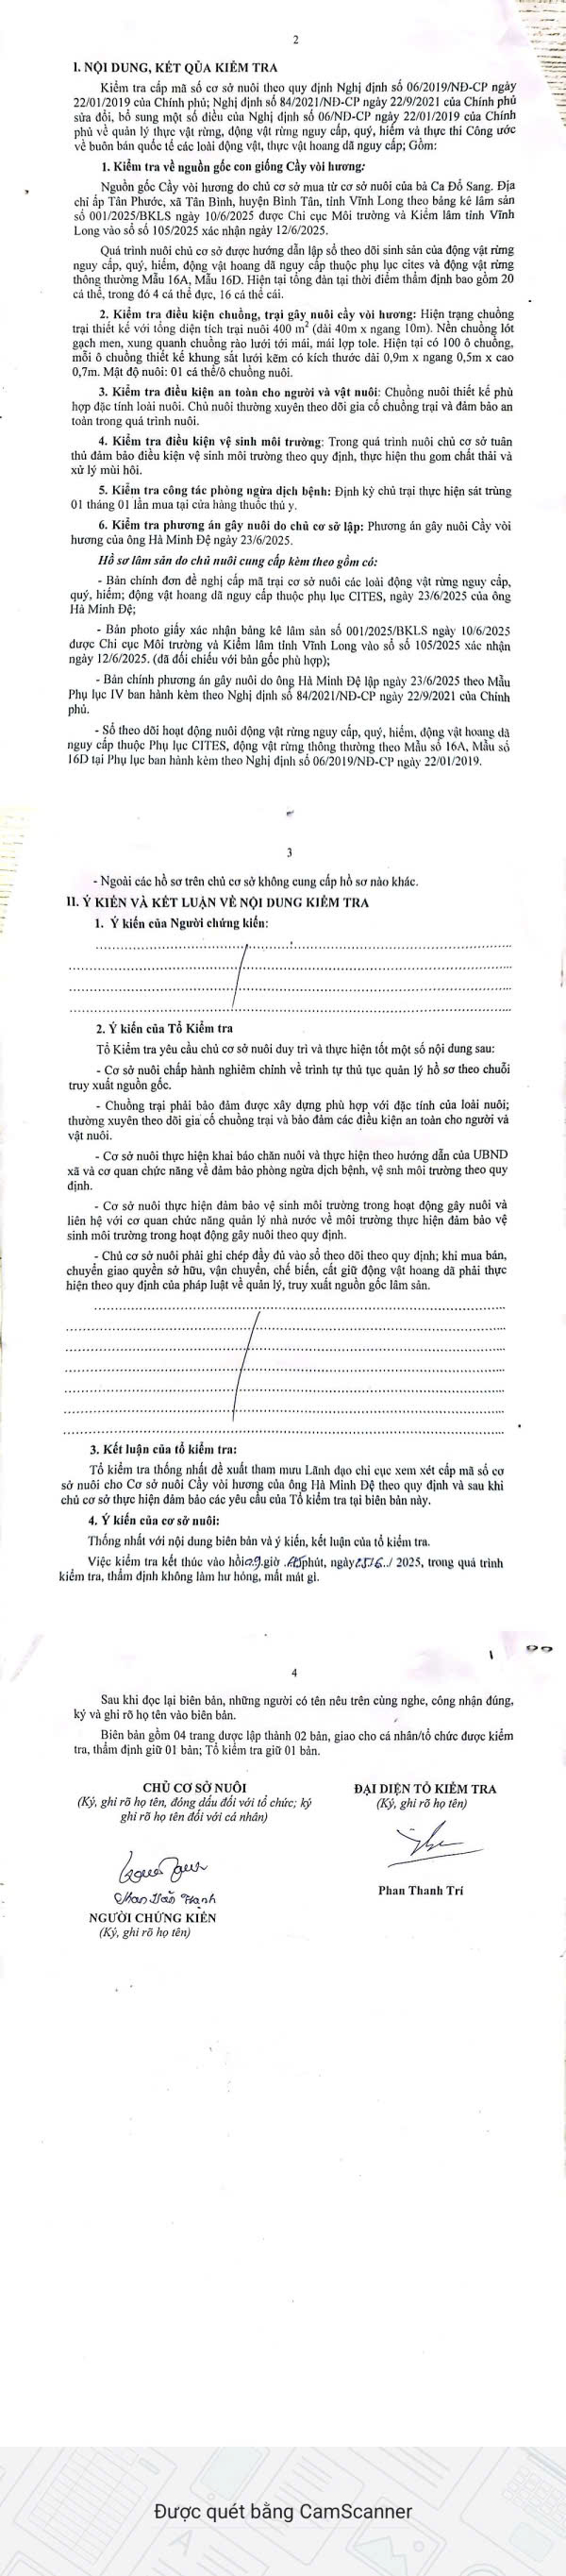 2
I. NỘI DUNG, KẾT QỦA KIỂM TRA
Kiểm tra cấp mã số cơ sở nuôi theo quy định Nghị định số 06/2019/NĐ-CP ngày
22/01/2019 của Chính phủ; Nghị định số 84/2021/NĐ-CP ngày 22/9/2021 của Chính phủ
sửa đổi, bổ sung một số điều của Nghị định số 06/NĐ-CP ngày 22/01/2019 của Chính
phủ về quản lý thực vật rừng, động vật rừng nguy cấp, quý, hiếm và thực thi Công ước
về buôn bán quốc tế các loài động vật, thực vật hoang dã nguy cấp; Gồm:
1. Kiểm tra về nguồn gốc con giống Cầy vòi hương:
Nguồn gốc Cầy vòi hương do chủ cơ sở mua từ cơ sở nuôi của bà Ca Đổ Sang. Địa
chỉ ấp Tân Phước, xã Tân Bình, huyện Bình Tân, tỉnh Vĩnh Long theo bảng kê lâm sản
số 001/2025/BKLS ngày 10/6/2025 được Chi cục Môi trường và Kiểm lâm tỉnh Vĩnh
Long vào sổ số 105/2025 xác nhận ngày 12/6/2025.
Quá trình nuôi chủ cơ sở được hướng dẫn lập sổ theo dõi sinh sản của động vật rừng
nguy cấp, quý, hiếm, động vật hoang dã nguy cấp thuộc phụ lục cites và động vật rừng
thông thường Mẫu 16A, Mẫu 16D. Hiện tại tổng đàn tại thời điểm thẩm định bao gồm 20
cá thể, trong đó 4 cá thể đực, 16 cá thể cái.
2. Kiểm tra điều kiện chuồng, trại gây nuôi cầy vòi hương: Hiện trạng chuồng
trại thiết kế với tổng diện tích trại nuôi 400 m² (dài 40m x ngang 10m). Nền chuồng lót
gạch men, xung quanh chuồng rào lưới tới mái, mái lợp tole. Hiện tại có 100 ô chuồng,
mỗi ô chuồng thiết kế khung sắt lưới kẽm có kích thước dài 0,9m x ngang 0,5m x cao
0,7m. Mật độ nuôi: 01 cá thể/ô chuồng nuôi.
3. Kiểm tra điều kiện an toàn cho người và vật nuôi: Chuồng nuôi thiết kế phù
hợp đặc tính loài nuôi. Chủ nuôi thường xuyên theo dõi gia cố chuồng trại và đảm bảo an
toàn trong quá trình nuôi.
4. Kiểm tra điều kiện vệ sinh môi trường: Trong quá trình nuôi chủ cơ sở tuân
thủ đảm bảo điều kiện vệ sinh môi trường theo quy định, thực hiện thu gom chất thải và
xử lý mùi hôi.
5. Kiểm tra công tác phòng ngừa dịch bệnh: Định kỳ chủ trại thực hiện sát trùng
01 tháng 01 lần mua tại cửa hàng thuốc thú y.
6. Kiểm tra phương án gây nuôi do chủ cơ sở lập: Phương án gây nuôi Cầy vòi
hương của ông Hà Minh Đệ ngày 23/6/2025.
Hồ sơ lâm sản do chủ nuôi cung cấp kèm theo gồm có:
- Bản chính đơn đề nghị cấp mã trại cơ sở nuôi các loài động vật rừng nguy cấp,
quý, hiếm; động vật hoang dã nguy cấp thuộc phụ lục CITES, ngày 23/6/2025 của ông
Hà Minh Đệ;
- Bản photo giấy xác nhận bảng kê lâm sản số 001/2025/BKLS ngày 10/6/2025
được Chi cục Môi trường và Kiểm lâm tỉnh Vĩnh Long vào sổ số 105/2025 xác nhận
ngày 12/6/2025. (đã đối chiếu với bản gốc phù hợp);
- Bản chính phương án gây nuôi do ông Hà Minh Đệ lập ngày 23/6/2025 theo Mẫu
Phụ lục IV ban hành kèm theo Nghị định số 84/2021/NĐ-CP ngày 22/9/2021 của Chính
phủ.
- Sổ theo dõi hoạt động nuôi động vật rừng nguy cấp, quý, hiếm, động vật hoang dã
nguy cấp thuộc Phụ lục CITES, động vật rừng thông thường theo Mẫu số 16A, Mẫu số
16D tại Phụ lục ban hành kèm theo Nghị định số 06/2019/NĐ-CP ngày 22/01/2019.
3
- Ngoài các hồ sơ trên chủ cơ sở không cung cấp hồ sơ nào khác.
II. Ý KIẾN VÀ KẾT LUẬN VỀ NỘI DUNG KIỂM TRA
1. Ý kiến của Người chứng kiến:
2. Ý kiến của Tổ Kiểm tra
Tổ Kiểm tra yêu cầu chủ cơ sở nuôi duy trì và thực hiện tốt một số nội dung sau:
- Cơ sở nuôi chấp hành nghiêm chỉnh về trình tự thủ tục quản lý hồ sơ theo chuỗi
truy xuất nguồn gốc.
- Chuồng trại phải bảo đảm được xây dựng phù hợp với đặc tính của loài nuôi;
thường xuyên theo dõi gia cố chuồng trại và bảo đảm các điều kiện an toàn cho người và
vật nuôi.
- Cơ sở nuôi thực hiện khai báo chăn nuôi và thực hiện theo hướng dẫn của UBND
xã và cơ quan chức năng về đảm bảo phòng ngừa dịch bệnh, vệ snh môi trường theo quy
định.
- Cơ sở nuôi thực hiện đảm bảo vệ sinh môi trường trong hoạt động gây nuôi và
liên hệ với cơ quan chức năng quản lý nhà nước về môi trường thực hiện đảm bảo vệ
sinh môi trường trong hoạt động gây nuôi theo quy định.
- Chủ cơ sở nuôi phải ghi chép đầy đủ vào sổ theo dõi theo quy định; khi mua bán,
chuyển giao quyền sở hữu, vận chuyển, chế biến, cất giữ động vật hoang dã phải thực
hiện theo quy định của pháp luật về quản lý, truy xuất nguồn gốc lâm sản.
3. Kết luận của tổ kiểm tra:
Tổ kiểm tra thống nhất đề xuất tham mưu Lãnh đạo chi cục xem xét cấp mã số cơ
sở nuôi cho Cơ sở nuôi Cầy vòi hương của ông Hà Minh Đệ theo quy định và sau khi
chủ cơ sở thực hiện đảm bảo các yêu cầu của Tổ kiểm tra tại biên bản này.
4. Ý kiến của cơ sở nuôi:
Thống nhất với nội dung biên bản và ý kiến, kết luận của tổ kiểm tra.
Việc kiểm tra kết thúc vào hồi 09 giờ phút, ngày 25/6../ 2025, trong quá trình
kiểm tra, thẩm định không làm hư hỏng, mất mát gì.
4
Sau khi đọc lại biên bản, những người có tên nêu trên cùng nghe, công nhận đúng,
ký và ghi rõ họ tên vào biên bản.
Biên bản gồm 04 trang được lập thành 02 bản, giao cho cá nhân/tổ chức được kiểm
tra, thẩm định giữ 01 bản; Tổ kiểm tra giữ 01 bản.
CHỦ CƠ SỞ NUÔI
(Ký, ghi rõ họ tên, đóng dấu đối với tổ chức; ký
ghi rõ họ tên đối với cá nhân)
ĐẠI DIỆN TỔ KIỂM TRA
(Ký, ghi rõ họ tên)
Phan Thanh Trí
NGƯỜI CHỨNG KIẾN
(Ký, ghi rõ họ tên)
Được quét bằng CamScanner